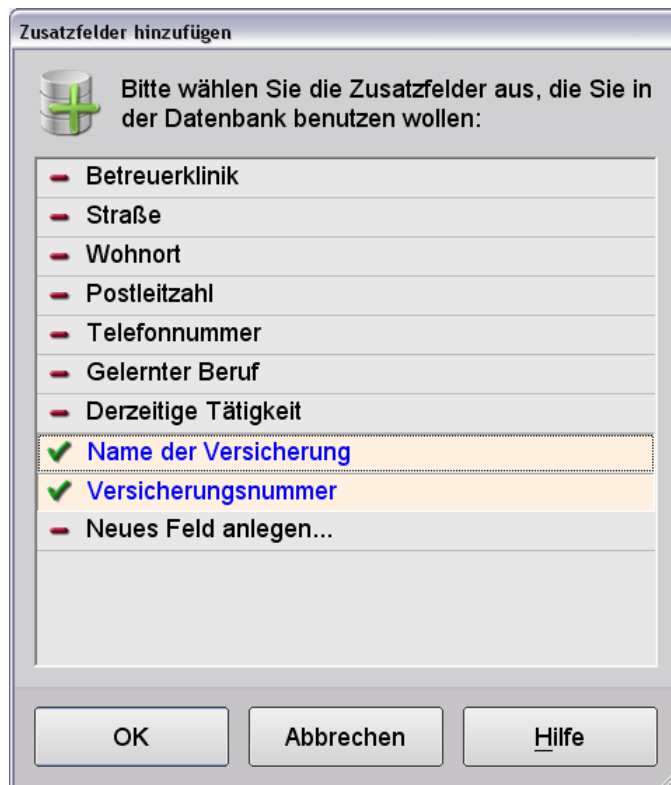 Zusatzfelder hinzufügen
Bitte wählen Sie die Zusatzfelder aus, die Sie in
der Datenbank benutzen wollen:
Betreuerklinik
Straße
Wohnort
Postleitzahl
Telefonnummer
Gelernter Beruf
Derzeitige Tätigkeit
Name der Versicherung
Versicherungsnummer
Neues Feld anlegen...
OK Abbrechen Hilfe